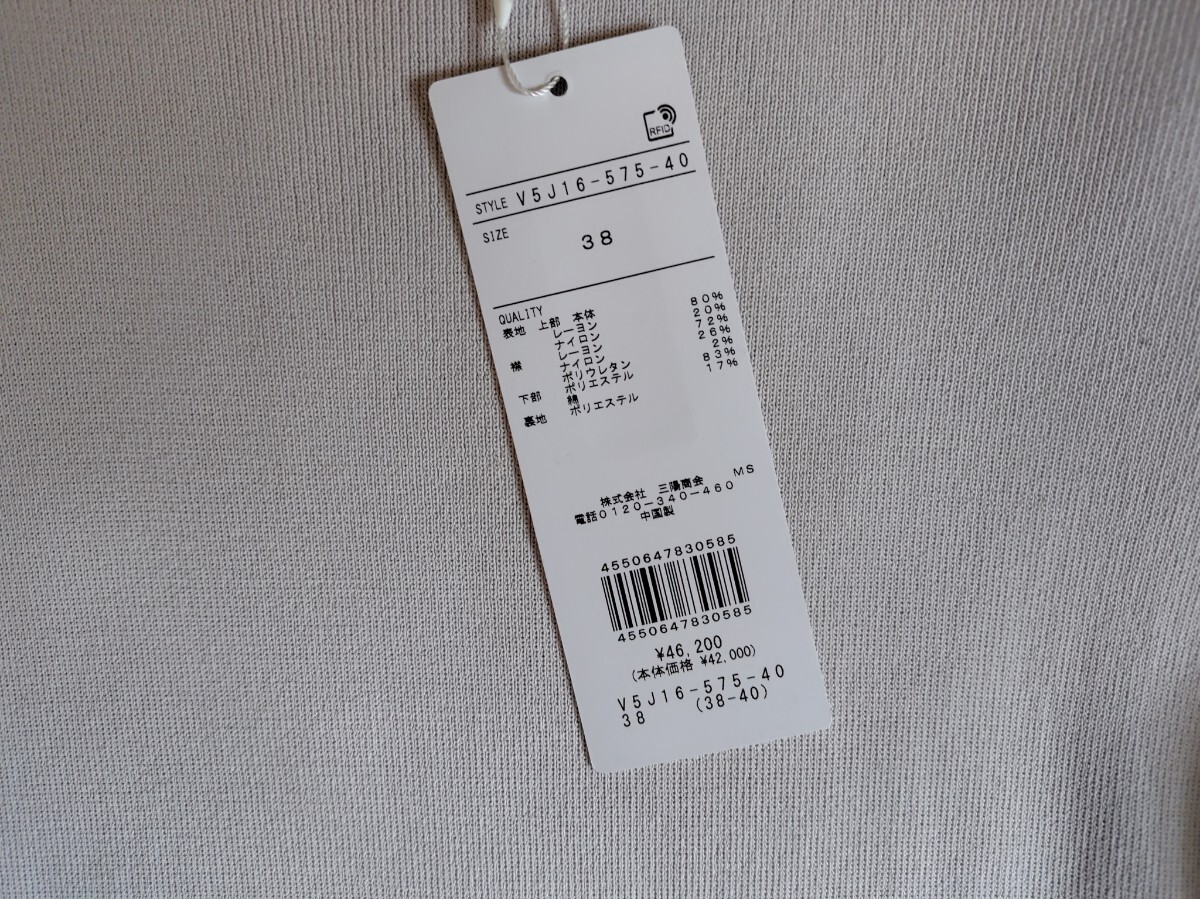 RFID
STYLE V5J16-575-40
SIZE 38
QUALITY
表地 上部 本体
レーヨン 80%
ナイロン 20%
襟 レーヨン 72%
ナイロン 26%
ポリウレタン 2%
下部 ポリエステル 83%
綿 17%
裏地 ポリエステル
MS
株式会社 三陽商会
電話0120-340-460
中国製
4550647830585
4550647830585
¥46,200
(本体価格 ¥42,000)
V5J16-575-40
38 (38-40)